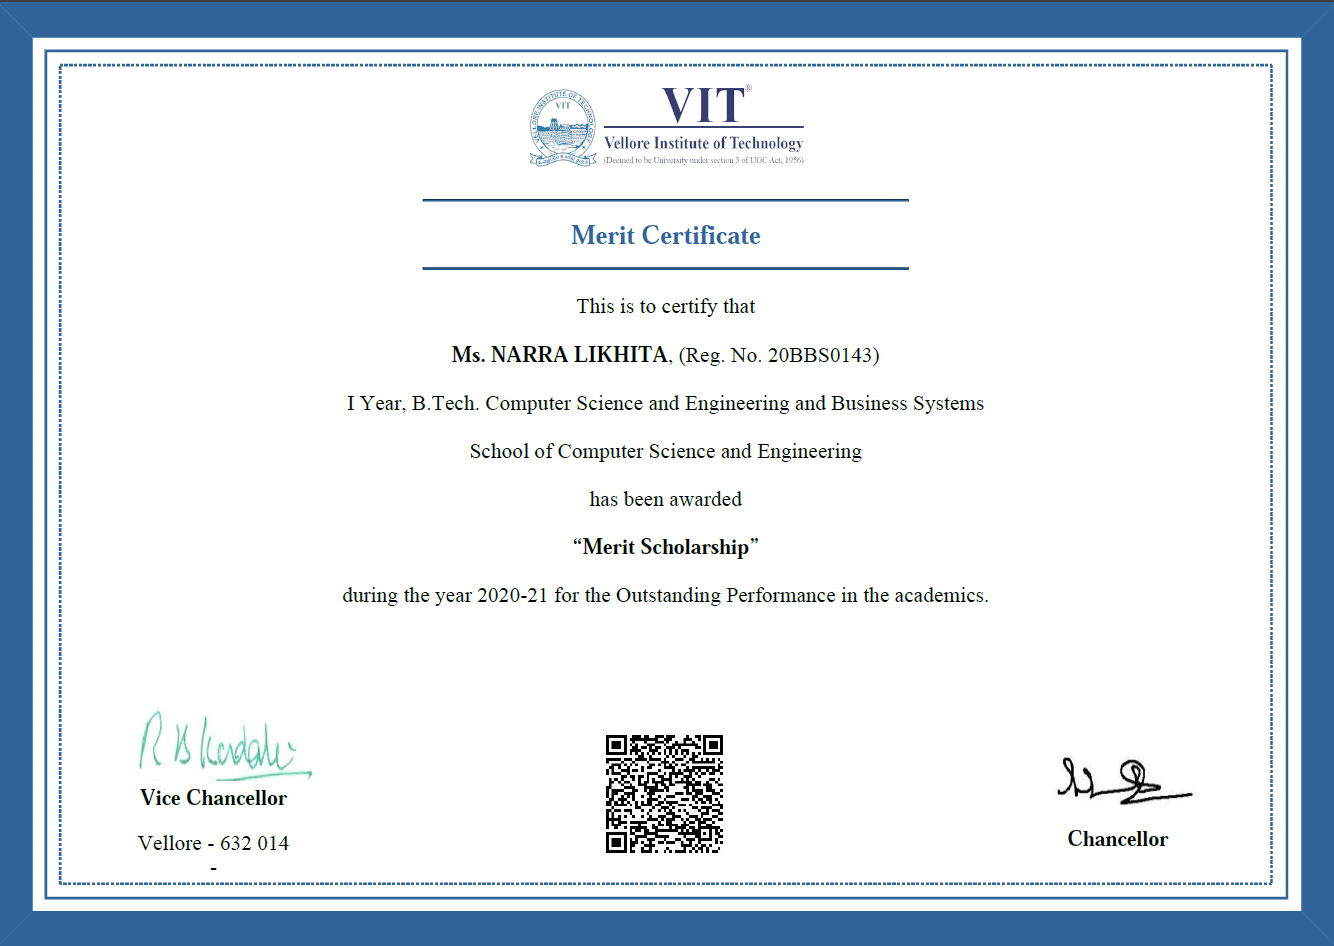 VELLORE INSTITUTE OF TECHNOLOGY
VIT
VIT®
Vellore Institute of Technology
(Deemed to be University under section 3 of UGC Act, 1956)
Merit Certificate
This is to certify that
Ms. NARRA LIKHITA, (Reg. No. 20BBS0143)
I Year, B.Tech. Computer Science and Engineering and Business Systems
School of Computer Science and Engineering
has been awarded
“Merit Scholarship”
during the year 2020-21 for the Outstanding Performance in the academics.
Vice Chancellor
Vellore - 632 014
-
Chancellor